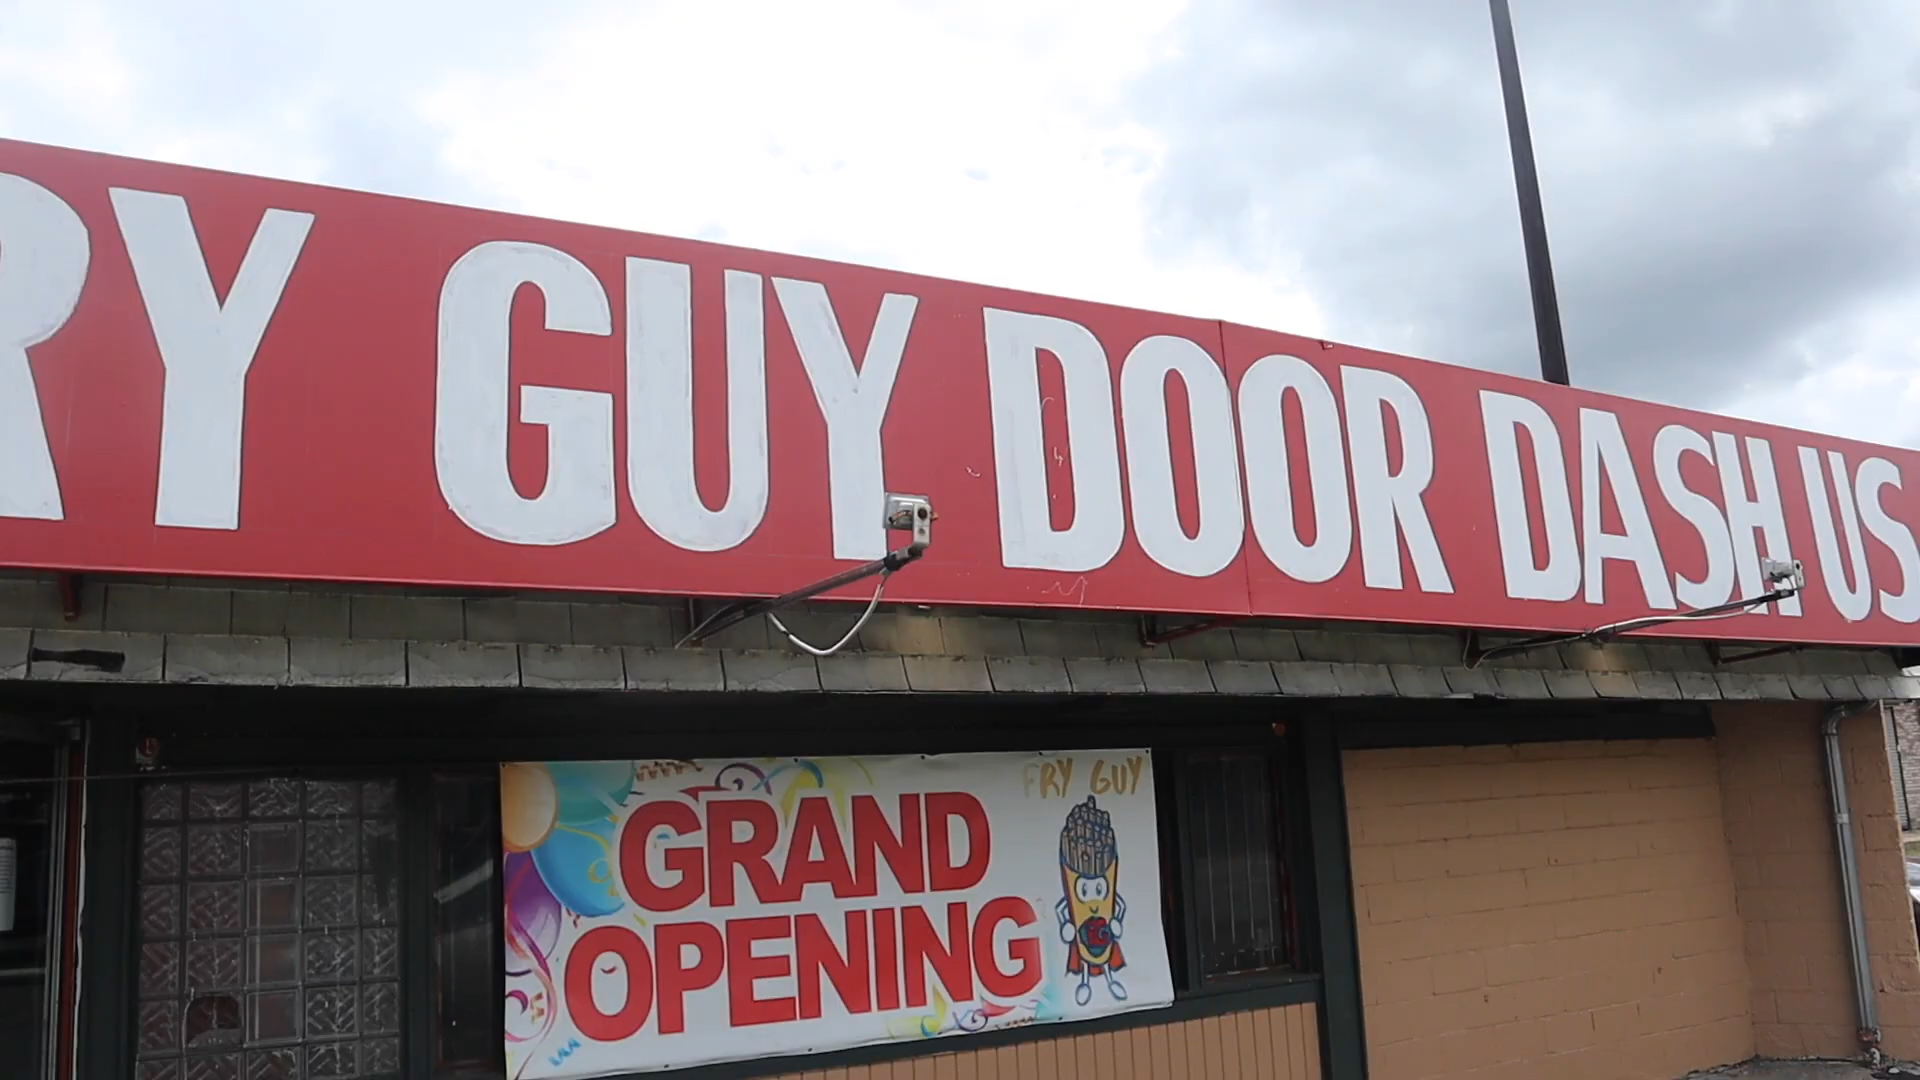 RY GUY DOOR DASH US
FRY GUY
GRAND
OPENING